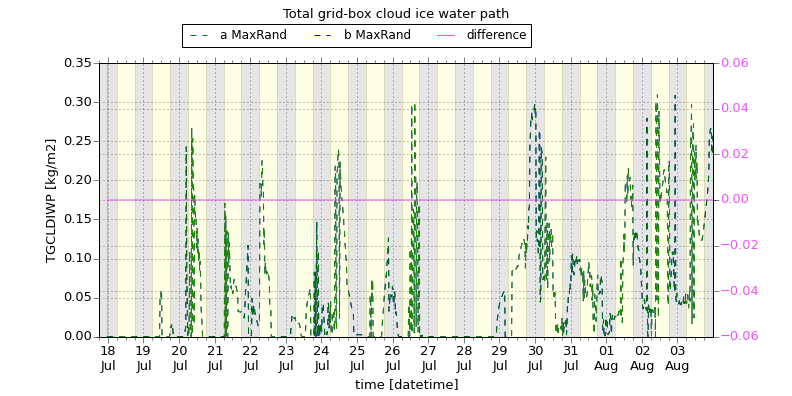 Total grid-box cloud ice water path
a MaxRand b MaxRand difference
0.35 0.06
0.30 0.04
0.25 0.02
0.20 0.00
0.15 −0.02
0.10 −0.04
0.05 −0.06
0.00
TGCLDIWP [kg/m2]
18 19 20 21 22 23 24 25 26 27 28 29 30 31 01 02 03
Jul Jul Jul Jul Jul Jul Jul Jul Jul Jul Jul Jul Jul Jul Aug Aug Aug
time [datetime]